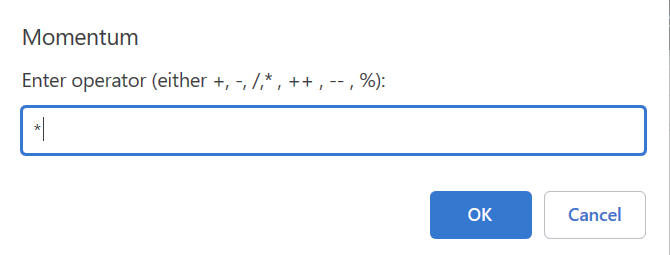 Momentum
Enter operator (either +, -, /,* , ++ , -- , %):
*
OK Cancel